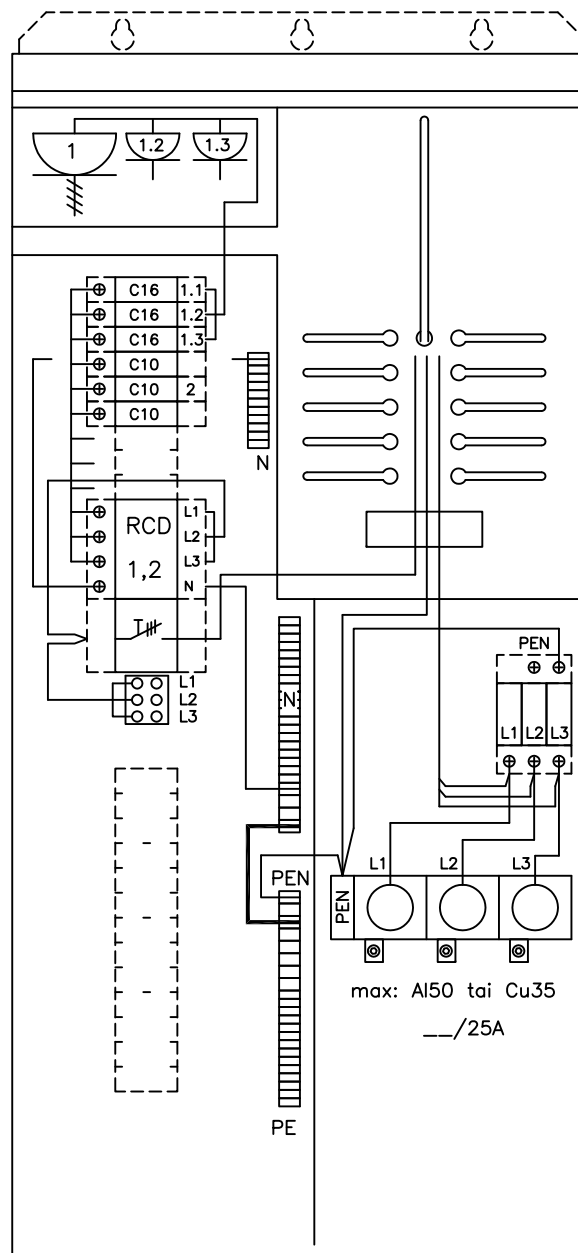 1 1.2 1.3
C16 1.1
C16 1.2
C16 1.3
C10
C10 2
C10
N
L1
RCD L2
1,2 L3
N
T
PEN
L1
L2
L3
N
L1 L2 L3
PEN
L1 L2 L3
PEN
max: Al50 tai Cu35
__/25A
PE